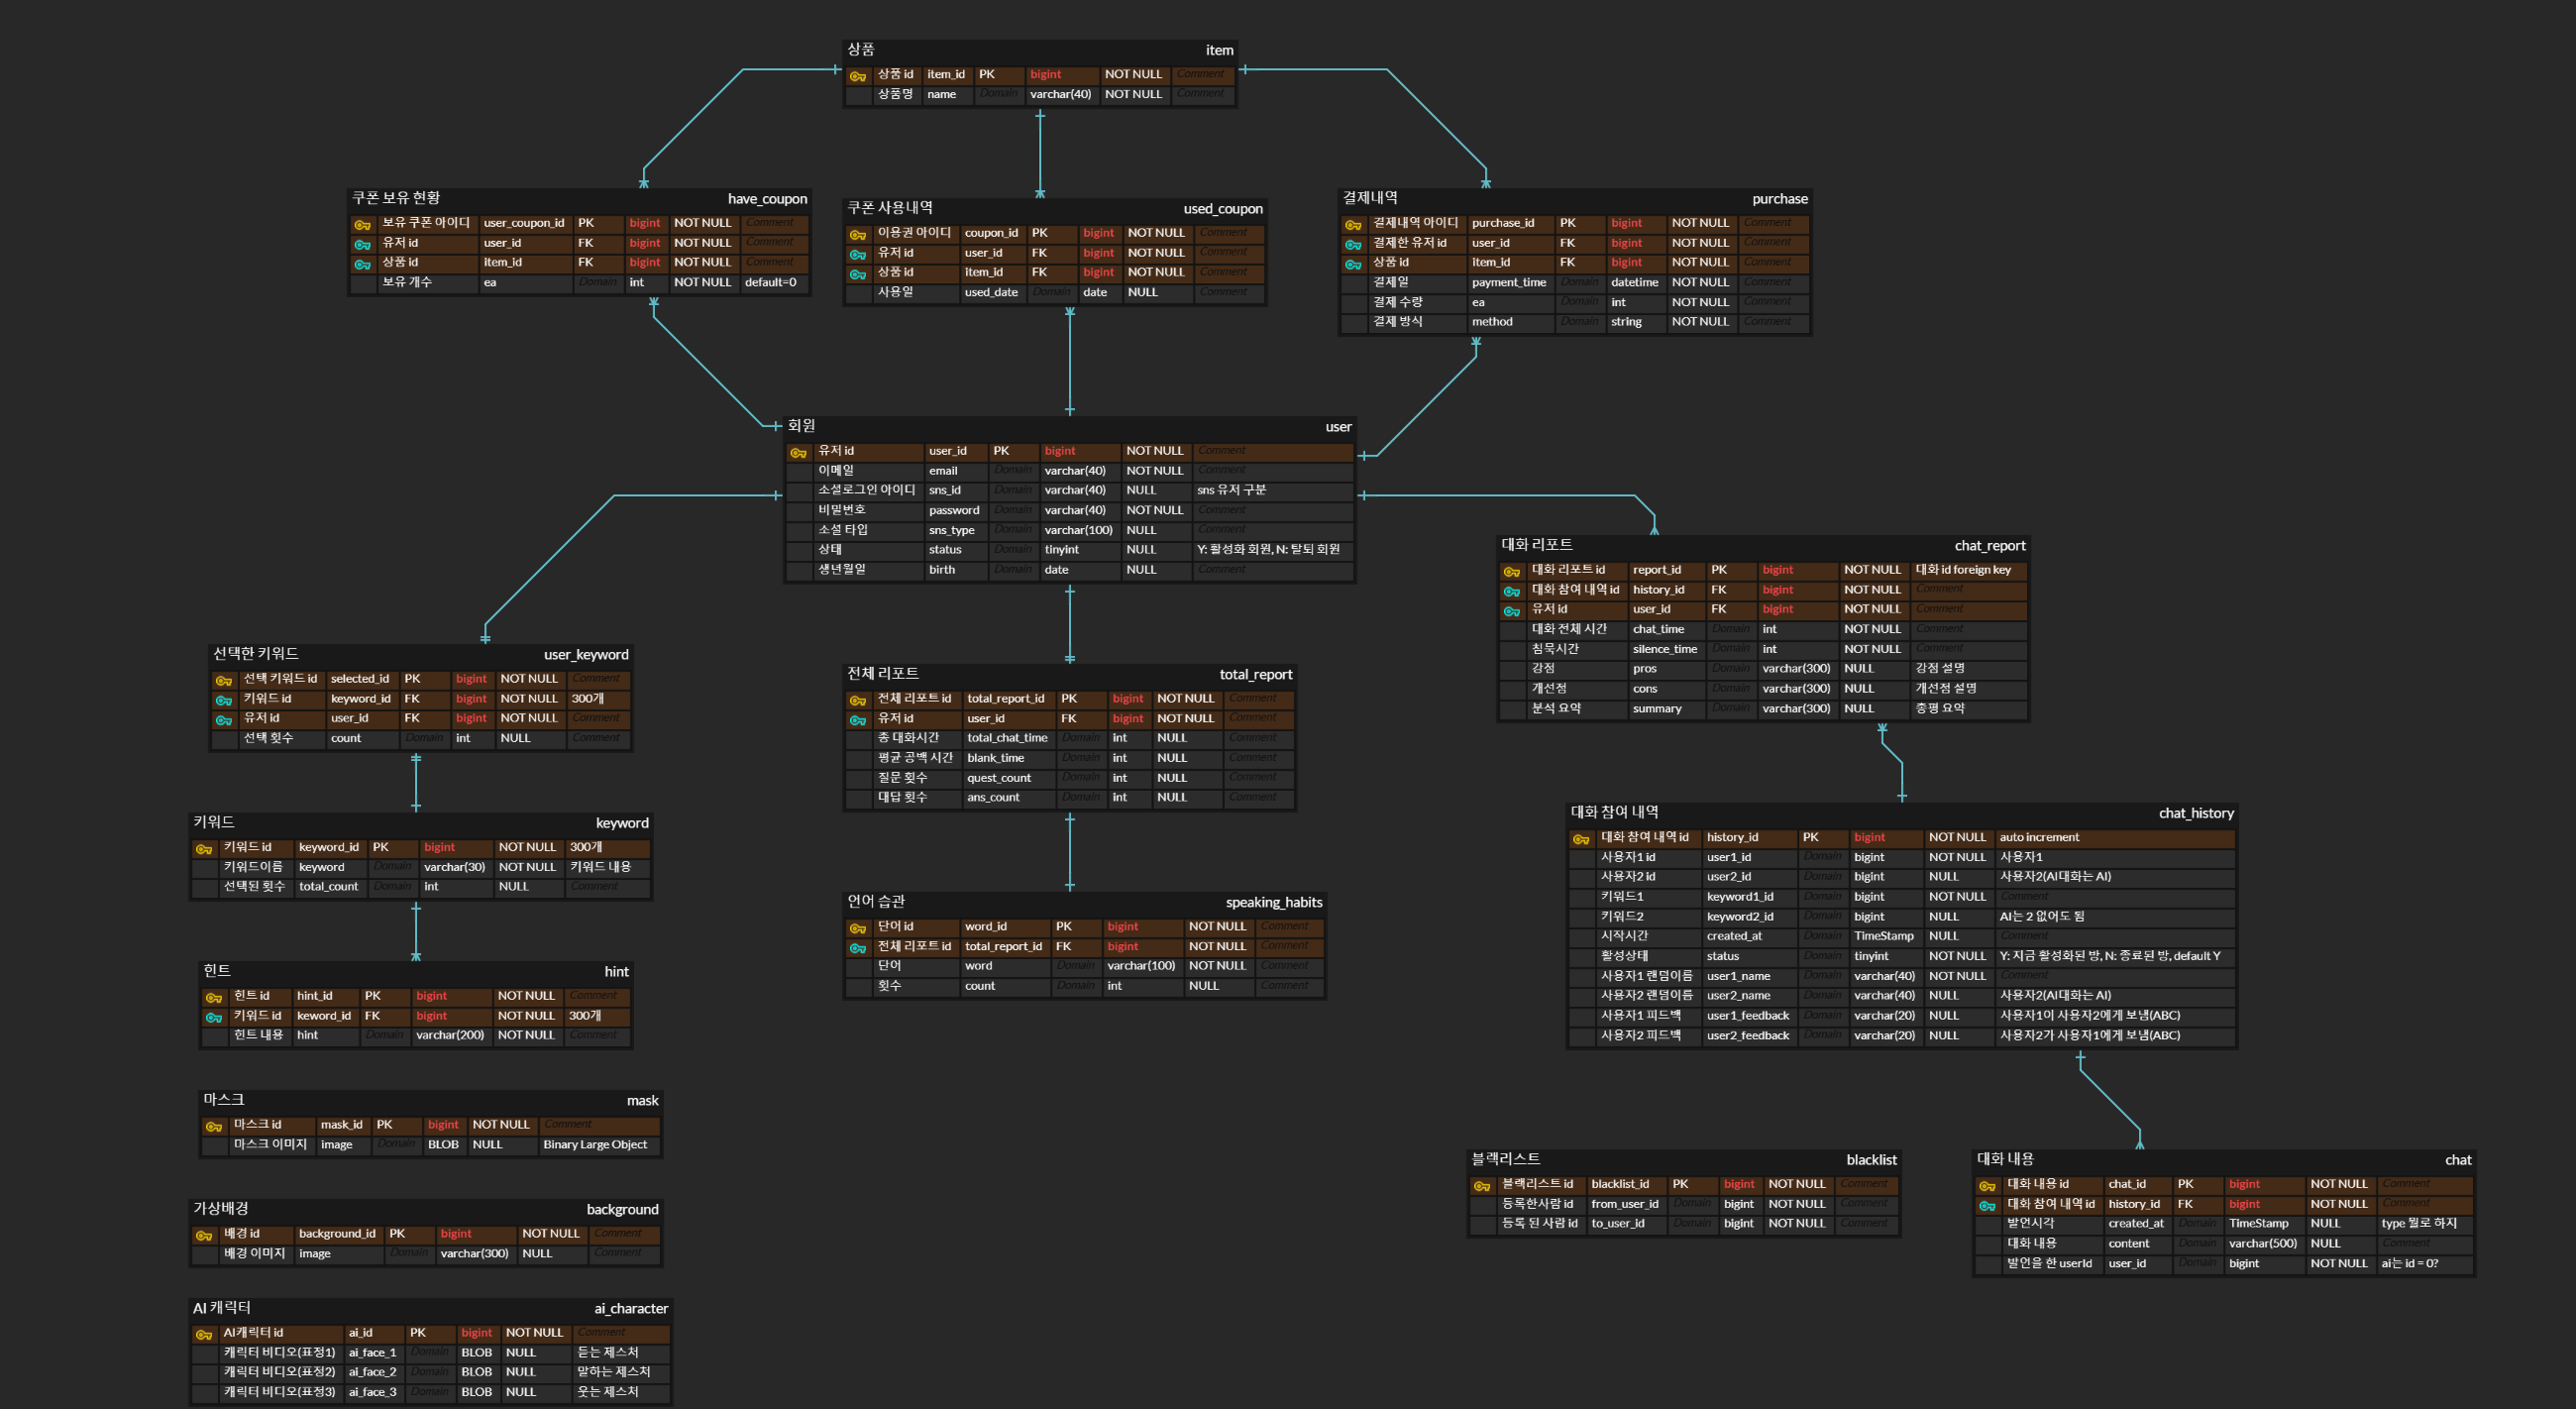 상품 item
상품 id item_id PK bigint NOT NULL Comment
상품명 name Domain varchar(40) NOT NULL Comment
쿠폰 보유 현황 have_coupon
보유 쿠폰 아이디 user_coupon_id PK bigint NOT NULL Comment
유저 id user_id FK bigint NOT NULL Comment
상품 id item_id FK bigint NOT NULL Comment
보유 개수 ea Domain int NOT NULL default=0
쿠폰 사용내역 used_coupon
이용권 아이디 coupon_id PK bigint NOT NULL Comment
유저 id user_id FK bigint NOT NULL Comment
상품 id item_id FK bigint NOT NULL Comment
사용일 used_date Domain date NULL Comment
결제내역 purchase
결제내역 아이디 purchase_id PK bigint NOT NULL Comment
결제한 유저 id user_id FK bigint NOT NULL Comment
상품 id item_id FK bigint NOT NULL Comment
결제일 payment_time Domain datetime NOT NULL Comment
결제 수량 ea Domain int NOT NULL Comment
결제 방식 method Domain string NOT NULL Comment
회원 user
유저 id user_id PK bigint NOT NULL Comment
이메일 email Domain varchar(40) NOT NULL Comment
소셜로그인 아이디 sns_id Domain varchar(40) NULL sns 유저 구분
비밀번호 password Domain varchar(40) NOT NULL Comment
소셜 타입 sns_type Domain varchar(100) NULL Comment
상태 status Domain tinyint NULL Y: 활성화 회원, N: 탈퇴 회원
생년월일 birth Domain date NULL Comment
대화 리포트 chat_report
대화 리포트 id report_id PK bigint NOT NULL 대화 id foreign key
대화 참여 내역 id history_id FK bigint NOT NULL Comment
유저 id user_id FK bigint NOT NULL Comment
대화 전체 시간 chat_time Domain int NOT NULL Comment
침묵시간 silence_time Domain int NOT NULL Comment
강점 pros Domain varchar(300) NULL 강점 설명
개선점 cons Domain varchar(300) NULL 개선점 설명
분석 요약 summary Domain varchar(300) NULL 총평 요약
선택한 키워드 user_keyword
선택 키워드 id selected_id PK bigint NOT NULL Comment
키워드 id keyword_id FK bigint NOT NULL 300개
유저 id user_id FK bigint NOT NULL Comment
선택 횟수 count Domain int NULL Comment
전체 리포트 total_report
전체 리포트 id total_report_id PK bigint NOT NULL Comment
유저 id user_id FK bigint NOT NULL Comment
총 대화시간 total_chat_time Domain int NULL Comment
평균 공백 시간 blank_time Domain int NULL Comment
질문 횟수 quest_count Domain int NULL Comment
대답 횟수 ans_count Domain int NULL Comment
키워드 keyword
키워드 id keyword_id PK bigint NOT NULL 300개
키워드이름 keyword Domain varchar(30) NOT NULL 키워드 내용
선택된 횟수 total_count Domain int NULL Comment
대화 참여 내역 chat_history
대화 참여 내역 id history_id PK bigint NOT NULL auto increment
사용자1 id user1_id Domain bigint NOT NULL 사용자1
사용자2 id user2_id Domain bigint NULL 사용자2(AI대화는 AI)
키워드1 keyword1_id Domain bigint NOT NULL Comment
키워드2 keyword2_id Domain bigint NULL AI는 2 없어도 됨
시작시간 created_at Domain TimeStamp NULL Comment
활성상태 status Domain tinyint NOT NULL Y: 지금 활성화된 방, N: 종료된 방, default Y
사용자1 랜덤이름 user1_name Domain varchar(40) NOT NULL Comment
사용자2 랜덤이름 user2_name Domain varchar(40) NULL 사용자2(AI대화는 AI)
사용자1 피드백 user1_feedback Domain varchar(20) NULL 사용자1이 사용자2에게 보냄(ABC)
사용자2 피드백 user2_feedback Domain varchar(20) NULL 사용자2가 사용자1에게 보냄(ABC)
언어 습관 speaking_habits
단어 id word_id PK bigint NOT NULL Comment
전체 리포트 id total_report_id FK bigint NOT NULL Comment
단어 word Domain varchar(100) NOT NULL Comment
횟수 count Domain int NULL Comment
힌트 hint
힌트 id hint_id PK bigint NOT NULL Comment
키워드 id keword_id FK bigint NOT NULL 300개
힌트 내용 hint Domain varchar(200) NOT NULL Comment
마스크 mask
마스크 id mask_id PK bigint NOT NULL Comment
마스크 이미지 image Domain BLOB NULL Binary Large Object
블랙리스트 blacklist
블랙리스트 id blacklist_id PK bigint NOT NULL Comment
등록한사람 id from_user_id Domain bigint NOT NULL Comment
등록 된 사람 id to_user_id Domain bigint NOT NULL Comment
대화 내용 chat
대화 내용 id chat_id PK bigint NOT NULL Comment
대화 참여 내역 id history_id FK bigint NOT NULL Comment
발언시각 created_at Domain TimeStamp NULL type 뭘로 하지
대화 내용 content Domain varchar(500) NULL Comment
발언을 한 userId user_id Domain bigint NOT NULL ai는 id = 0?
가상배경 background
배경 id background_id PK bigint NOT NULL Comment
배경 이미지 image Domain varchar(300) NULL Comment
AI 캐릭터 ai_character
AI캐릭터 id ai_id PK bigint NOT NULL Comment
캐릭터 비디오(표정1) ai_face_1 Domain BLOB NULL 듣는 제스처
캐릭터 비디오(표정2) ai_face_2 Domain BLOB NULL 말하는 제스처
캐릭터 비디오(표정3) ai_face_3 Domain BLOB NULL 웃는 제스처